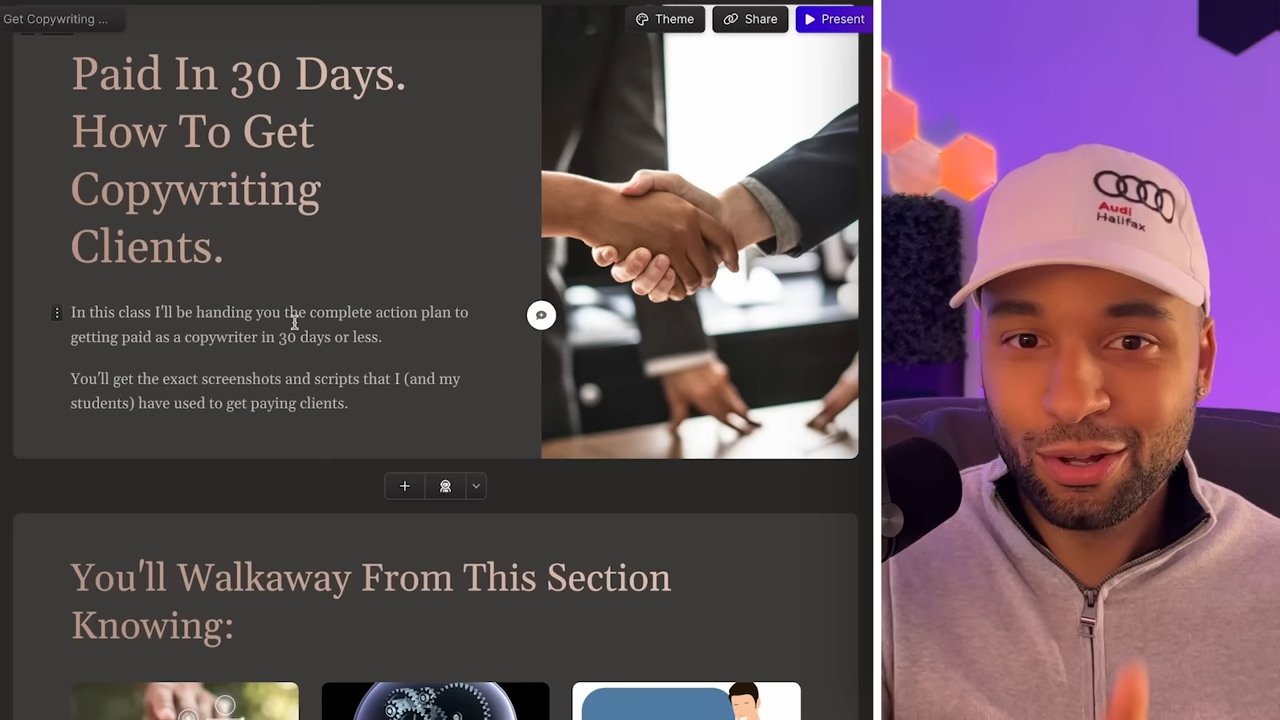 Get Copywriting ...
Theme
Share
Present
Paid In 30 Days.
How To Get
Copywriting
Clients.
In this class I'll be handing you the complete action plan to
getting paid as a copywriter in 30 days or less.
You'll get the exact screenshots and scripts that I (and my
students) have used to get paying clients.
You'll Walkaway From This Section
Knowing:
Audi
Halifax